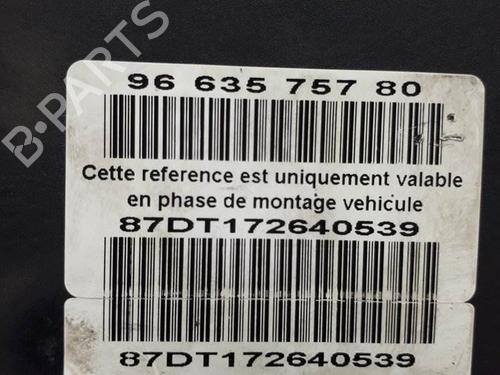 B-PARTS
96 635 757 80
Cette reference est uniquement valable
en phase de montage vehicule
87DT172640539
87DT172640539